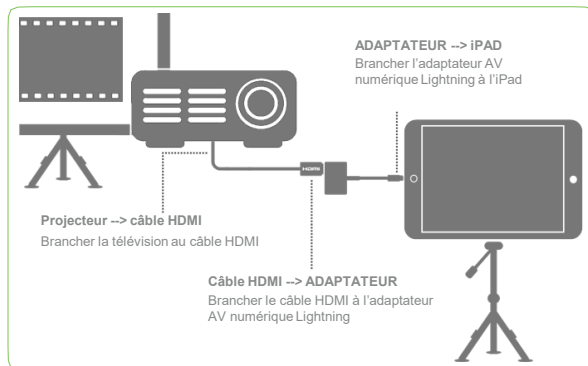 ADAPTATEUR --> iPAD
Brancher l'adaptateur AV
numérique Lightning à l'iPad
HDMI
Projecteur --> câble HDMI
Brancher la télévision au câble HDMI
Câble HDMI --> ADAPTATEUR
Brancher le câble HDMI à l'adaptateur
AV numérique Lightning